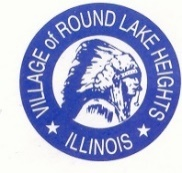 VILLAGE of ROUND LAKE HEIGHTS
ILLINOIS